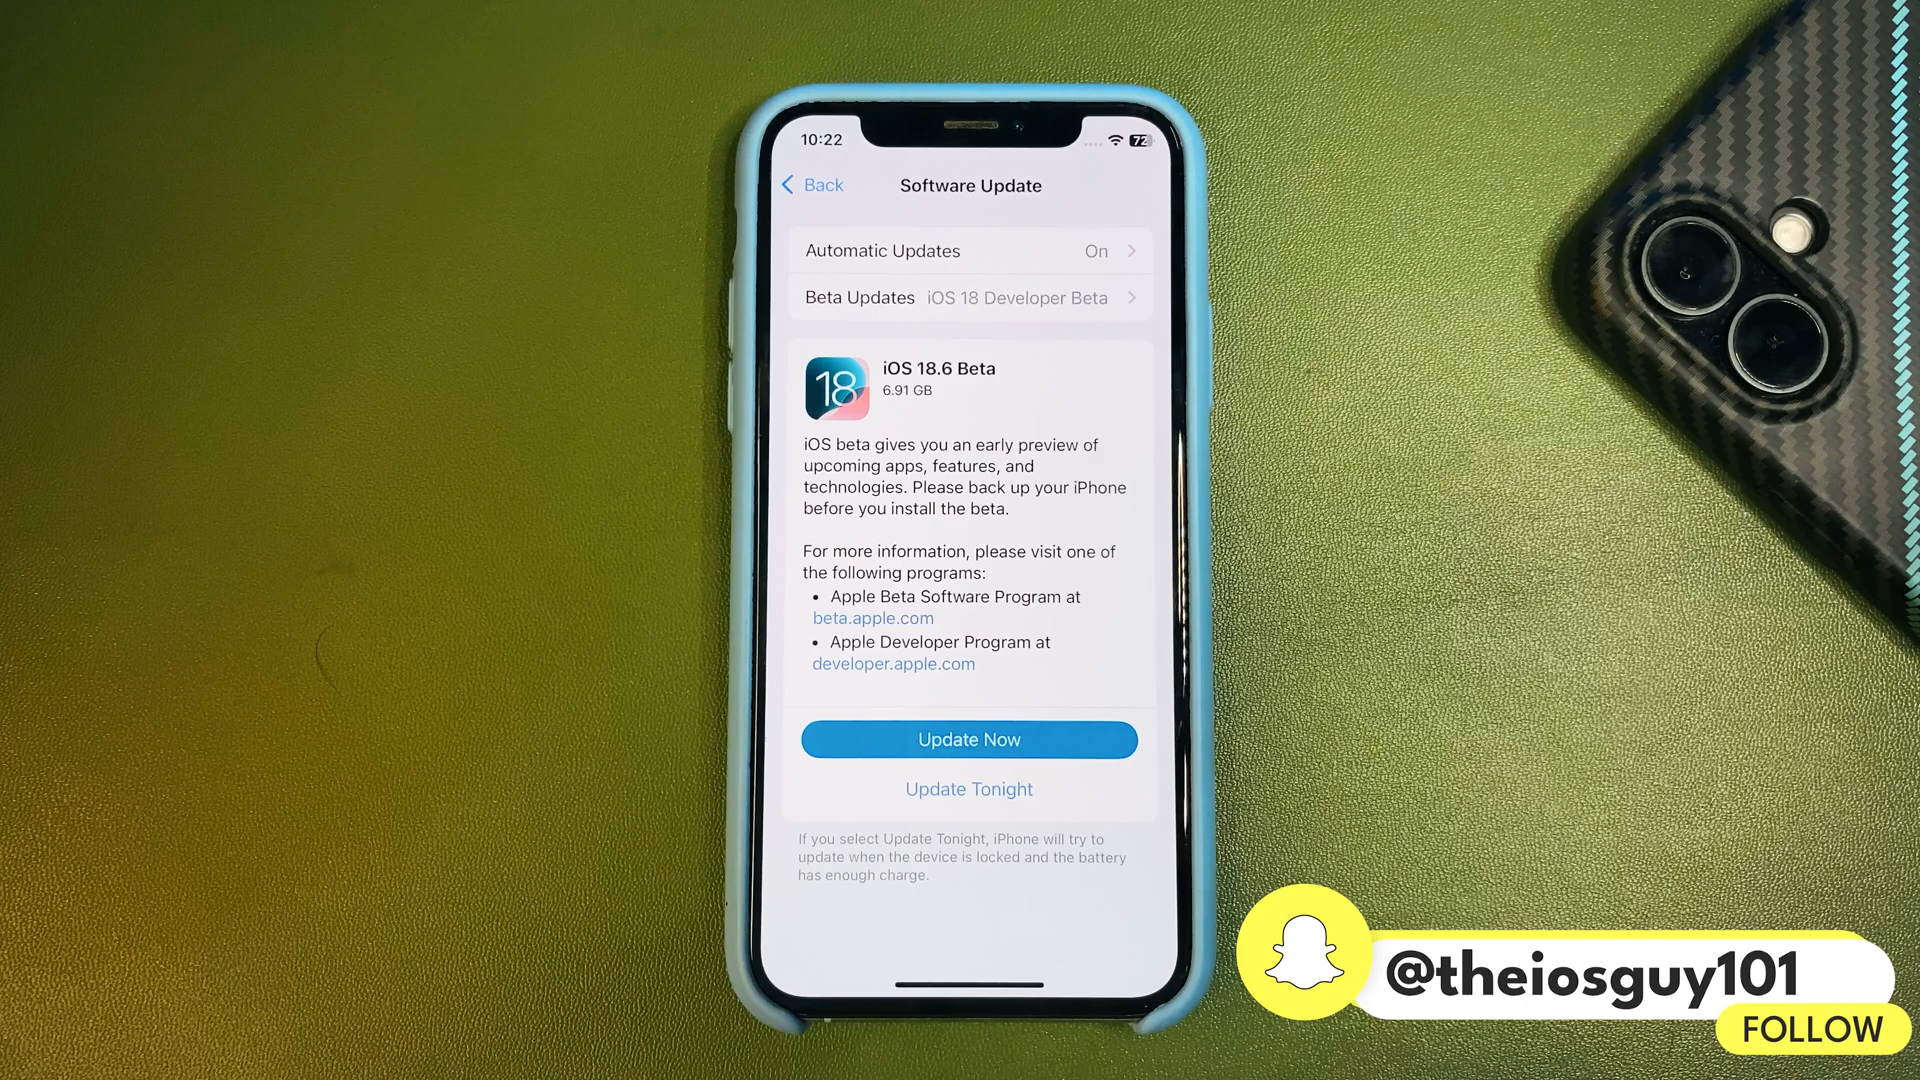 10:22
72
Back
Software Update
Automatic Updates On
Beta Updates iOS 18 Developer Beta
18
iOS 18.6 Beta
6.91 GB
iOS beta gives you an early preview of
upcoming apps, features, and
technologies. Please back up your iPhone
before you install the beta.
For more information, please visit one of
the following programs:
• Apple Beta Software Program at
beta.apple.com
• Apple Developer Program at
developer.apple.com
Update Now
Update Tonight
If you select Update Tonight, iPhone will try to
update when the device is locked and the battery
has enough charge.
@theiosguy101
FOLLOW